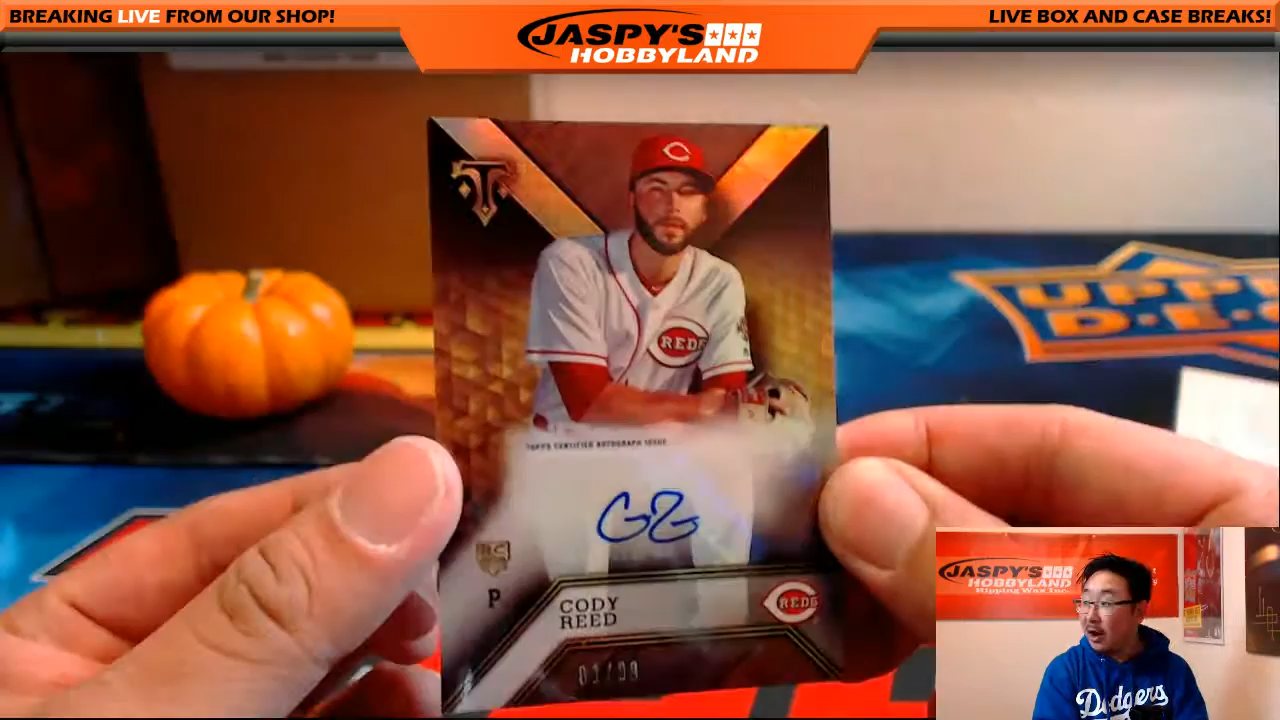 BREAKING LIVE FROM OUR SHOP!
JASPY'S
HOBBYLAND
LIVE BOX AND CASE BREAKS!
T
C
REDS
TOPPS CERTIFIED AUTOGRAPH ISSUE
RC
P
CODY
REED
REDS
UPPE
D.E.C
JASPY'S
HOBBYLAND
Ripping Wax Inc.
Dodgers